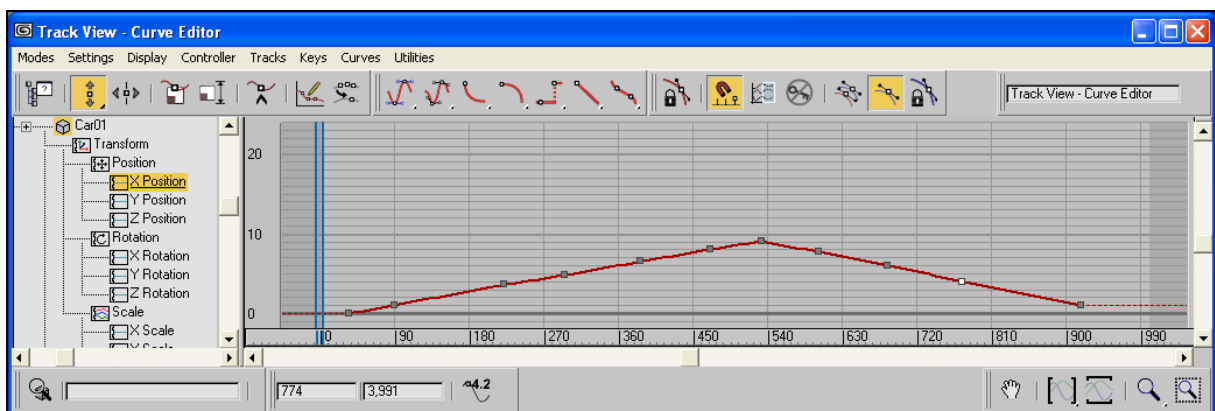 Track View - Curve Editor
Modes Settings Display Controller Tracks Keys Curves Utilities
Track View - Curve Editor
Car01
Transform
Position
X Position
Y Position
Z Position
Rotation
X Rotation
Y Rotation
Z Rotation
Scale
X Scale
20
10
0
0 90 180 270 360 450 540 630 720 810 900 990
774 3,991 4.2